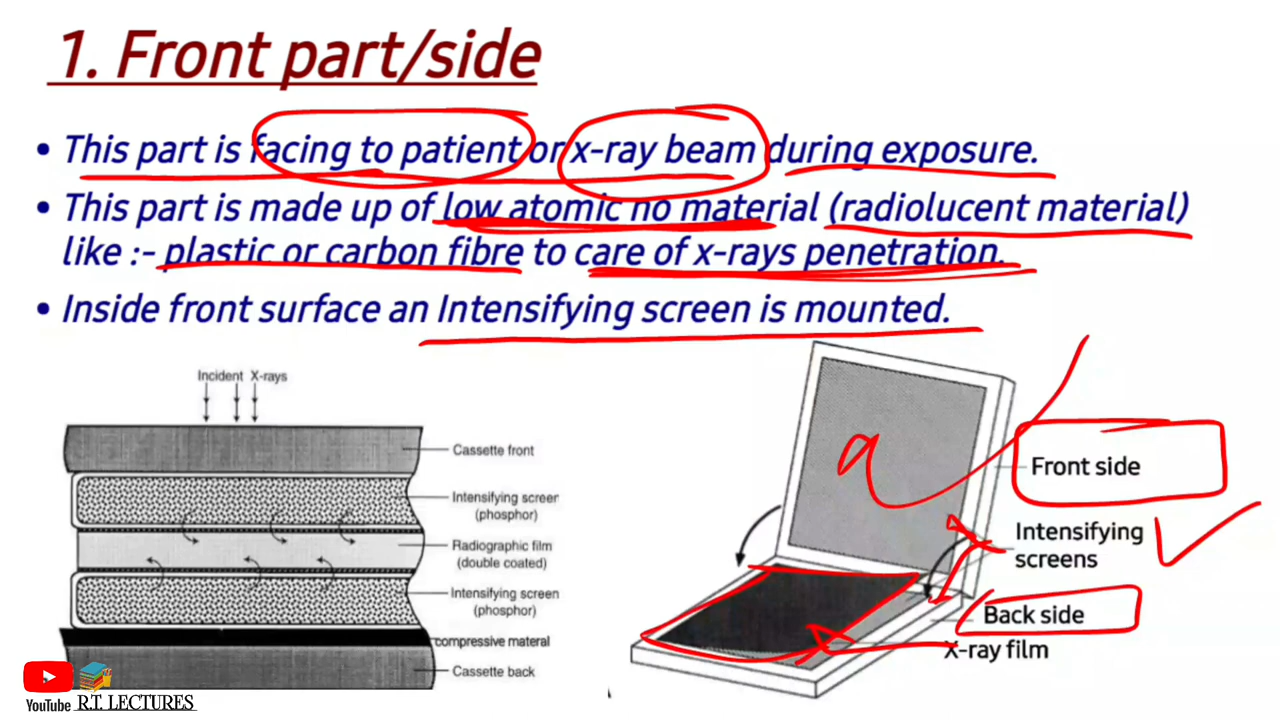 1. Front part/side
• This part is facing to patient or x-ray beam during exposure.
• This part is made up of low atomic no material (radiolucent material)
like :- plastic or carbon fibre to care of x-rays penetration.
• Inside front surface an Intensifying screen is mounted.
Incident X-rays
Cassette front
Intensifying screen
(phosphor)
Radiographic film
(double coated)
Intensifying screen
(phosphor)
compressive materal
Cassette back
Front side
Intensifying
screens
Back side
X-ray film
YouTube R.T. LECTURES